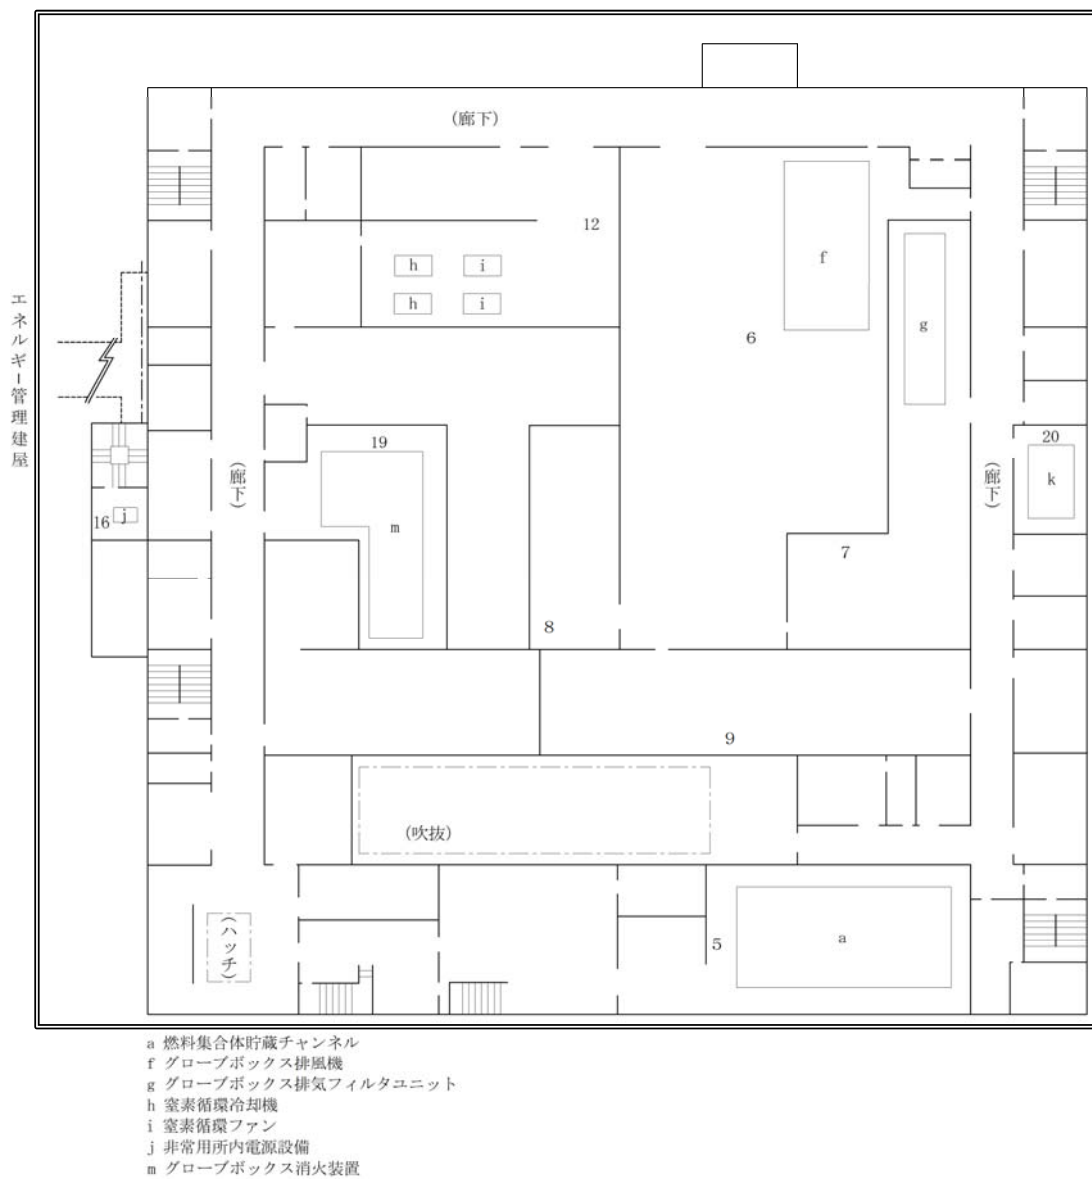 (廊下)
12
h
i
f
h
i
g
エネルギー管理建屋
6
19
20
(廊下)
(廊下)
k
16
j
m
7
8
9
(吹抜)
(ハッチ)
5
a
a 燃料集合体貯蔵チャンネル
f グローブボックス排風機
g グローブボックス排気フィルタユニット
h 窒素循環冷却機
i 窒素循環ファン
j 非常用所内電源設備
m グローブボックス消火装置